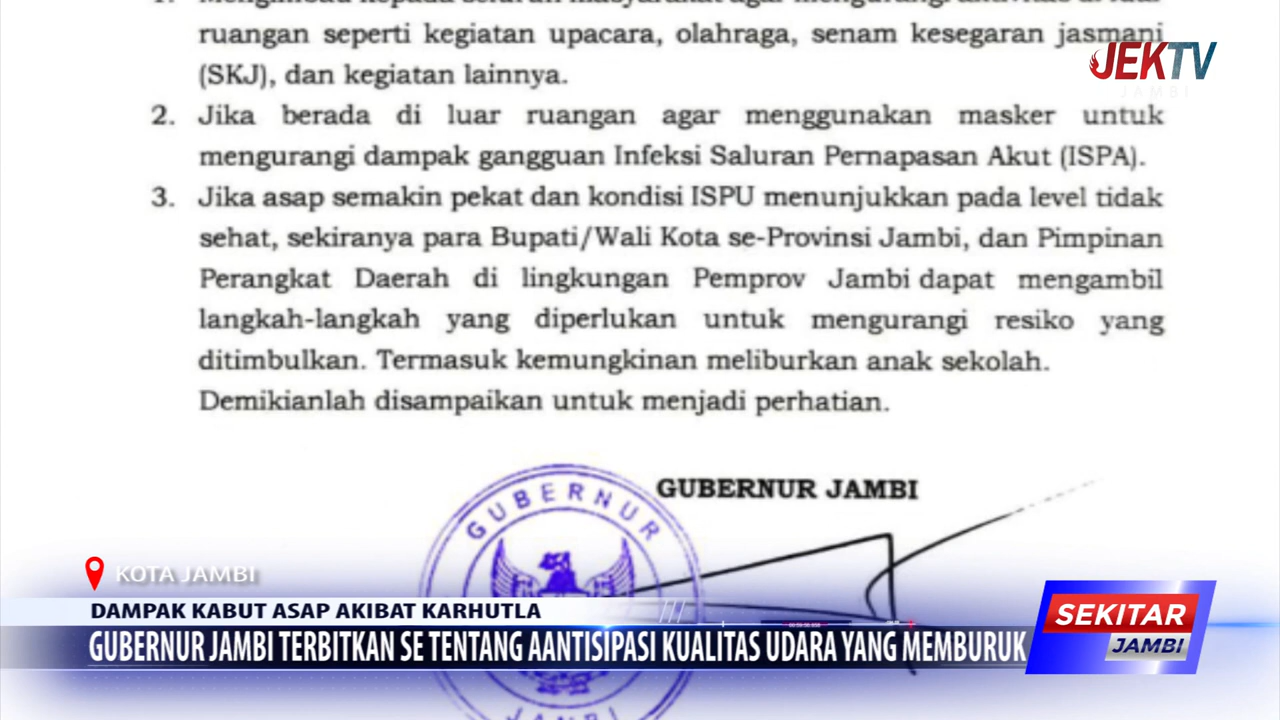 ruangan seperti kegiatan upacara, olahraga, senam kesegaran jasmani
(SKJ), dan kegiatan lainnya.
2. Jika berada di luar ruangan agar menggunakan masker untuk
mengurangi dampak gangguan Infeksi Saluran Pernapasan Akut (ISPA).
3. Jika asap semakin pekat dan kondisi ISPU menunjukkan pada level tidak
sehat, sekiranya para Bupati/Wali Kota se-Provinsi Jambi, dan Pimpinan
Perangkat Daerah di lingkungan Pemprov Jambi dapat mengambil
langkah-langkah yang diperlukan untuk mengurangi resiko yang
ditimbulkan. Termasuk kemungkinan meliburkan anak sekolah.
Demikianlah disampaikan untuk menjadi perhatian.
GUBERNUR JAMBI
GUBERNUR
JAMBI
JEKTV
JAMBI
KOTA JAMBI
DAMPAK KABUT ASAP AKIBAT KARHUTLA
GUBERNUR JAMBI TERBITKAN SE TENTANG AANTISIPASI KUALITAS UDARA YANG MEMBURUK
SEKITAR
JAMBI